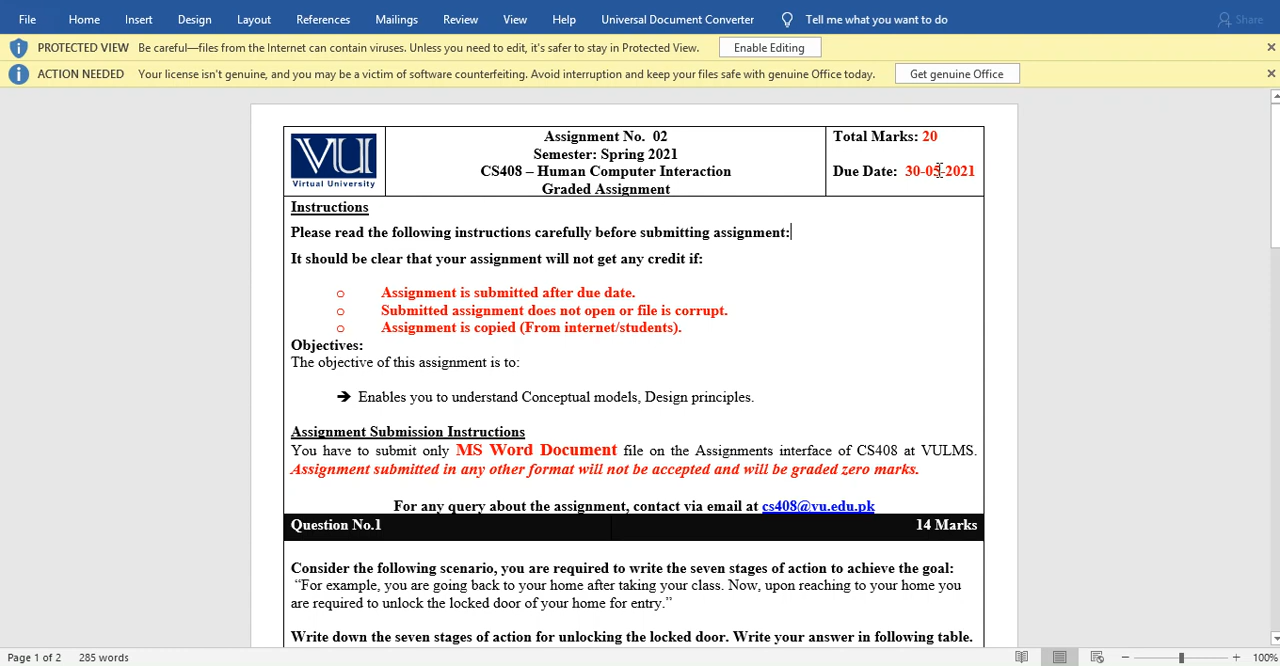 File Home Insert Design Layout References Mailings Review View Help Universal Document Converter Tell me what you want to do Share
PROTECTED VIEW Be careful—files from the Internet can contain viruses. Unless you need to edit, it's safer to stay in Protected View. Enable Editing
ACTION NEEDED Your license isn't genuine, and you may be a victim of software counterfeiting. Avoid interruption and keep your files safe with genuine Office today. Get genuine Office
VU
Virtual University
Assignment No. 02
Semester: Spring 2021
CS408 – Human Computer Interaction
Graded Assignment
Total Marks: 20
Due Date: 30-05-2021
Instructions
Please read the following instructions carefully before submitting assignment:
It should be clear that your assignment will not get any credit if:
o Assignment is submitted after due date.
o Submitted assignment does not open or file is corrupt.
o Assignment is copied (From internet/students).
Objectives:
The objective of this assignment is to:
➔ Enables you to understand Conceptual models, Design principles.
Assignment Submission Instructions
You have to submit only MS Word Document file on the Assignments interface of CS408 at VULMS.
Assignment submitted in any other format will not be accepted and will be graded zero marks.
For any query about the assignment, contact via email at cs408@vu.edu.pk
Question No.1 14 Marks
Consider the following scenario, you are required to write the seven stages of action to achieve the goal:
“For example, you are going back to your home after taking your class. Now, upon reaching to your home you
are required to unlock the locked door of your home for entry.”
Write down the seven stages of action for unlocking the locked door. Write your answer in following table.
Page 1 of 2 285 words 100%